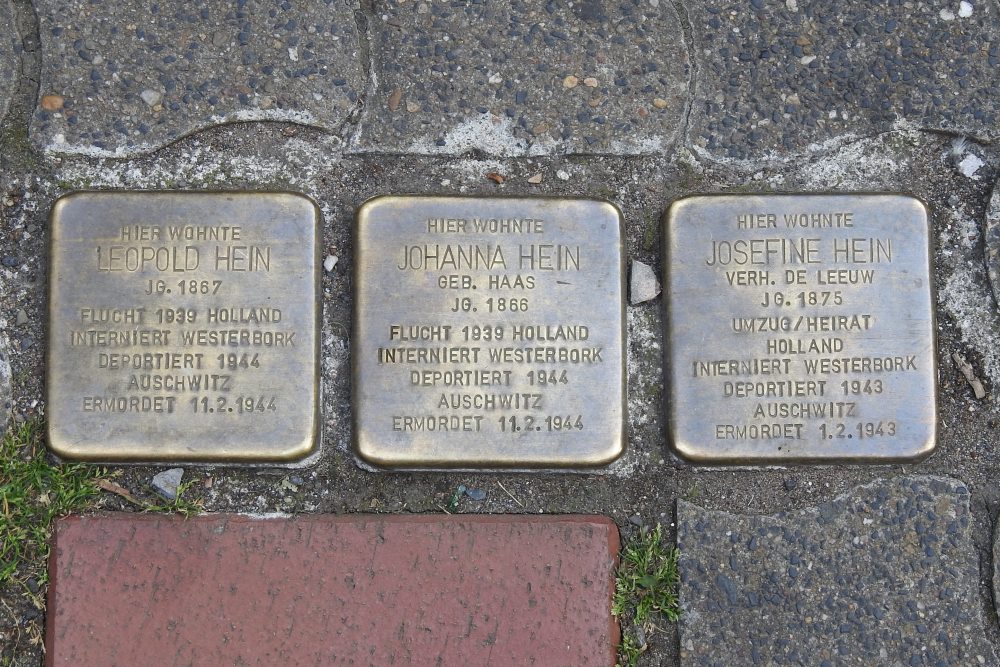 HIER WOHNTE
LEOPOLD HEIN
JG. 1867
FLUCHT 1939 HOLLAND
INTERNIERT WESTERBORK
DEPORTIERT 1944
AUSCHWITZ
ERMORDET 11.2.1944
HIER WOHNTE
JOHANNA HEIN
GEB. HAAS
JG. 1866
FLUCHT 1939 HOLLAND
INTERNIERT WESTERBORK
DEPORTIERT 1944
AUSCHWITZ
ERMORDET 11.2.1944
HIER WOHNTE
JOSEFINE HEIN
VERH. DE LEEUW
JG. 1875
UMZUG/HEIRAT
HOLLAND
INTERNIERT WESTERBORK
DEPORTIERT 1943
AUSCHWITZ
ERMORDET 1.2.1943